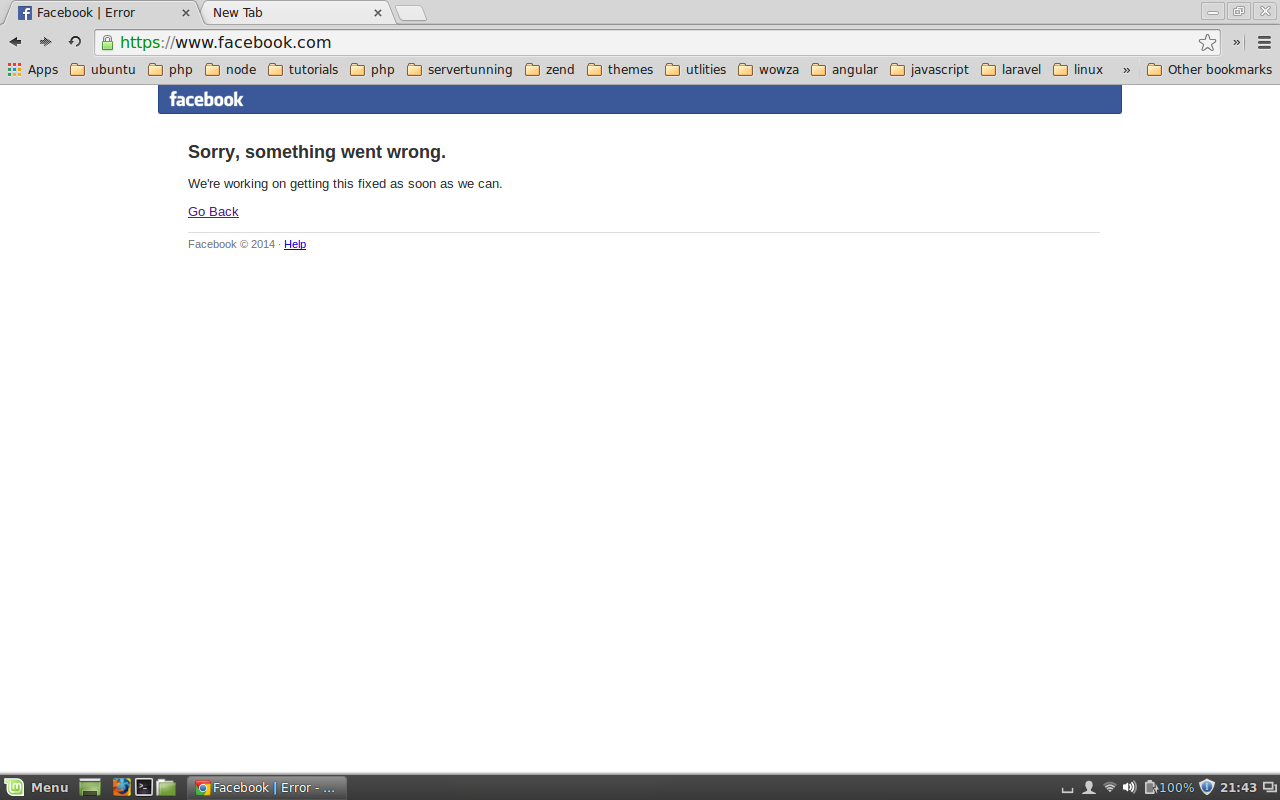 Facebook | Error
New Tab
https://www.facebook.com
»
Apps ubuntu php node tutorials php servertunning zend themes utlities wowza angular javascript laravel linux » Other bookmarks
facebook
Sorry, something went wrong.
We're working on getting this fixed as soon as we can.
Go Back
Facebook © 2014 · Help
Menu Facebook | Error - ... 100% 21:43